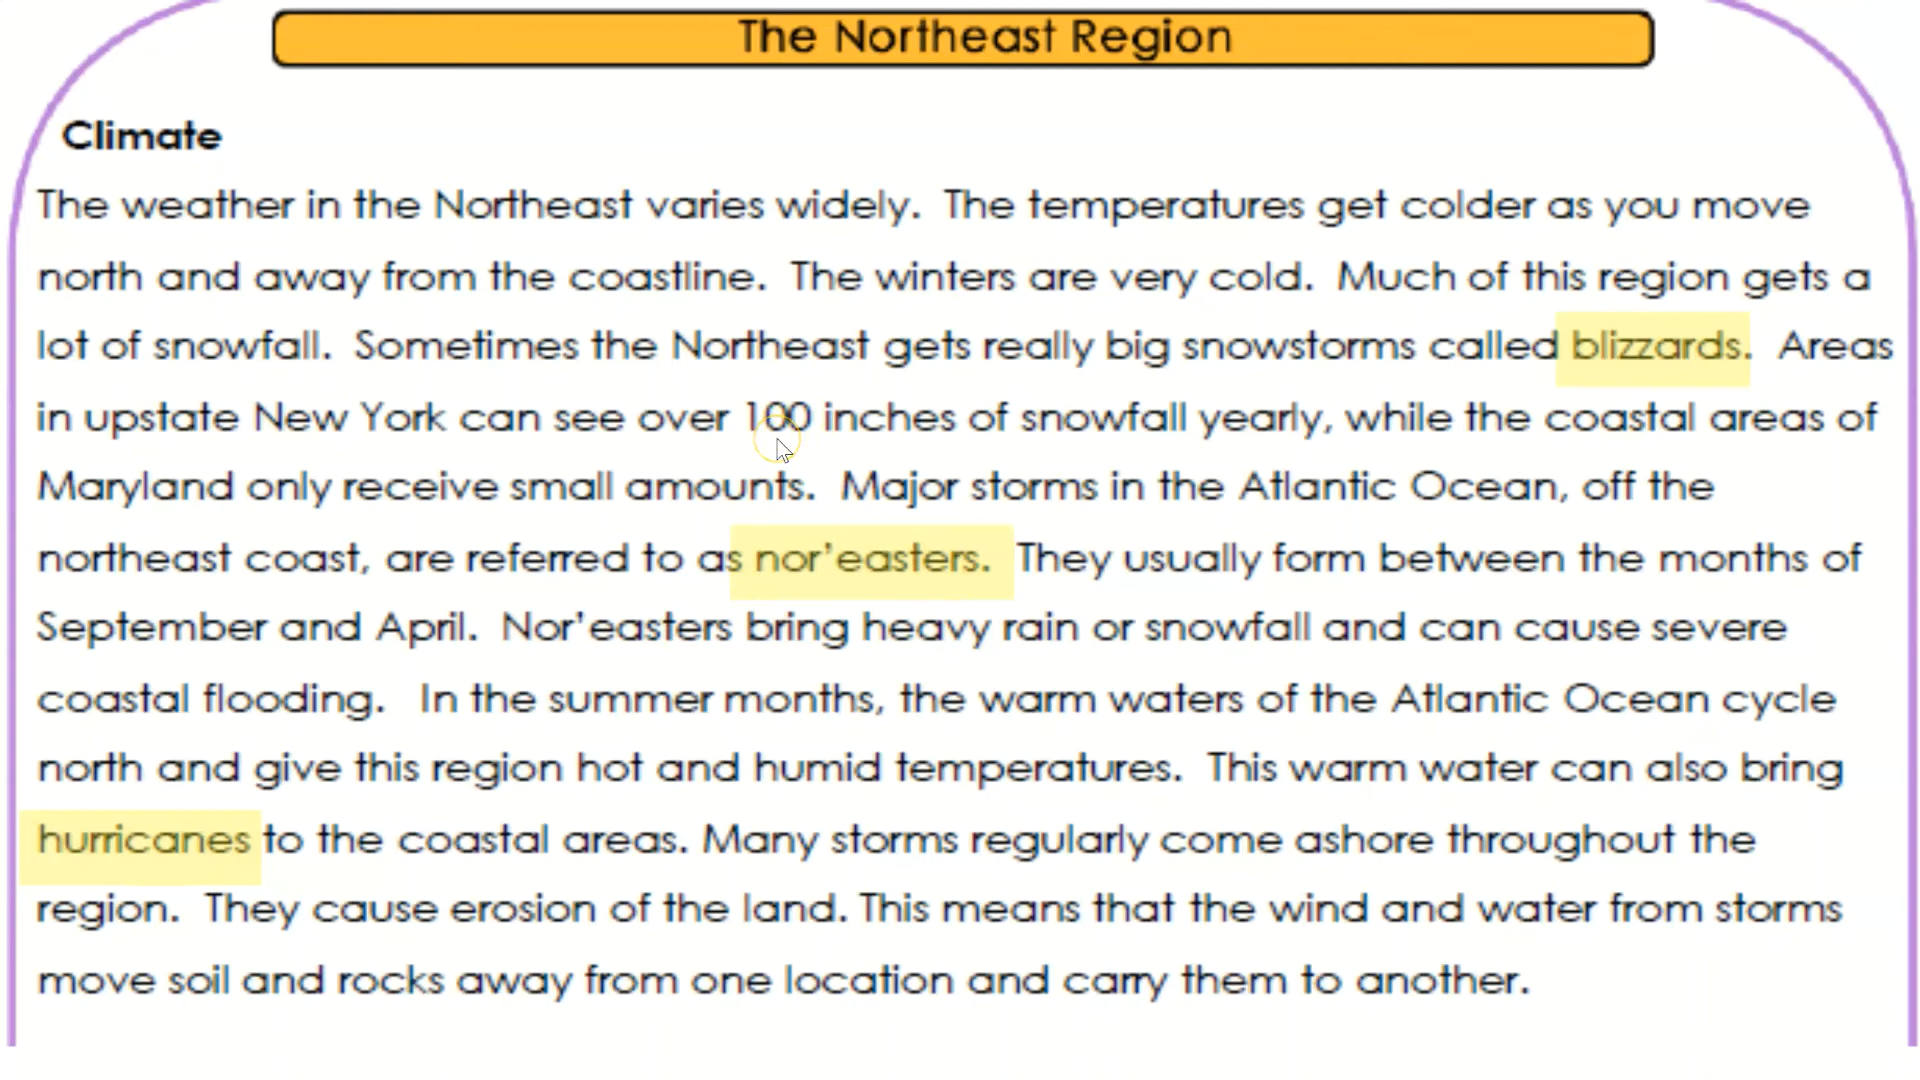 The Northeast Region
Climate
The weather in the Northeast varies widely.  The temperatures get colder as you move
north and away from the coastline.  The winters are very cold.  Much of this region gets a
lot of snowfall.  Sometimes the Northeast gets really big snowstorms called blizzards.  Areas
in upstate New York can see over 100 inches of snowfall yearly, while the coastal areas of
Maryland only receive small amounts.  Major storms in the Atlantic Ocean, off the
northeast coast, are referred to as nor’easters.  They usually form between the months of
September and April.  Nor’easters bring heavy rain or snowfall and can cause severe
coastal flooding.   In the summer months, the warm waters of the Atlantic Ocean cycle
north and give this region hot and humid temperatures.  This warm water can also bring
hurricanes to the coastal areas. Many storms regularly come ashore throughout the
region.  They cause erosion of the land. This means that the wind and water from storms
move soil and rocks away from one location and carry them to another.